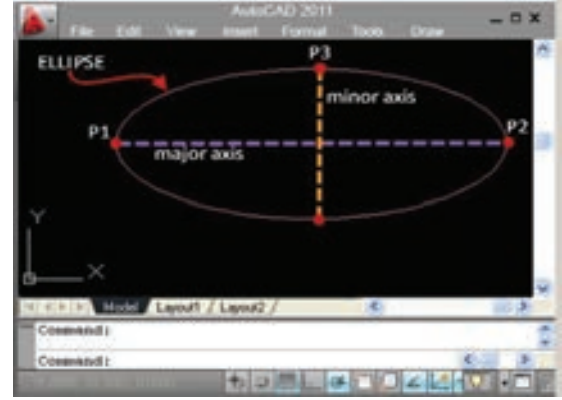 AutoCAD 2011
File Edit View Insert Format Tools Draw
ELLIPSE
P3
minor axis
P1
P2
major axis
Y
X
Model Layout1 Layout2
Command:
Command: